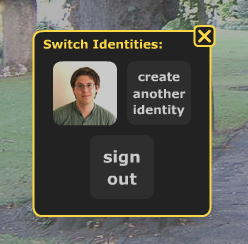 Switch Identities:
create
another
identity
sign
out